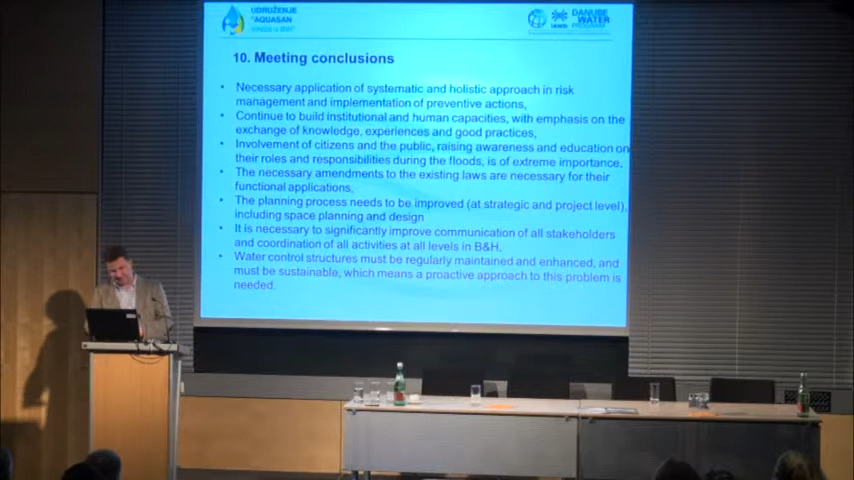 UDRUŽENJE
"AQUASAN
MREŽA U BIH"
IAWD
DANUBE
WATER
PROGRAM
10. Meeting conclusions
• Necessary application of systematic and holistic approach in risk
management and implementation of preventive actions,
• Continue to build institutional and human capacities, with emphasis on the
exchange of knowledge, experiences and good practices,
• Involvement of citizens and the public, raising awareness and education on
their roles and responsibilities during the floods, is of extreme importance.
• The necessary amendments to the existing laws are necessary for their
functional applications,
• The planning process needs to be improved (at strategic and project level),
including space planning and design
• It is necessary to significantly improve communication of all stakeholders
and coordination of all activities at all levels in B&H.
• Water control structures must be regularly maintained and enhanced, and
must be sustainable, which means a proactive approach to this problem is
needed.